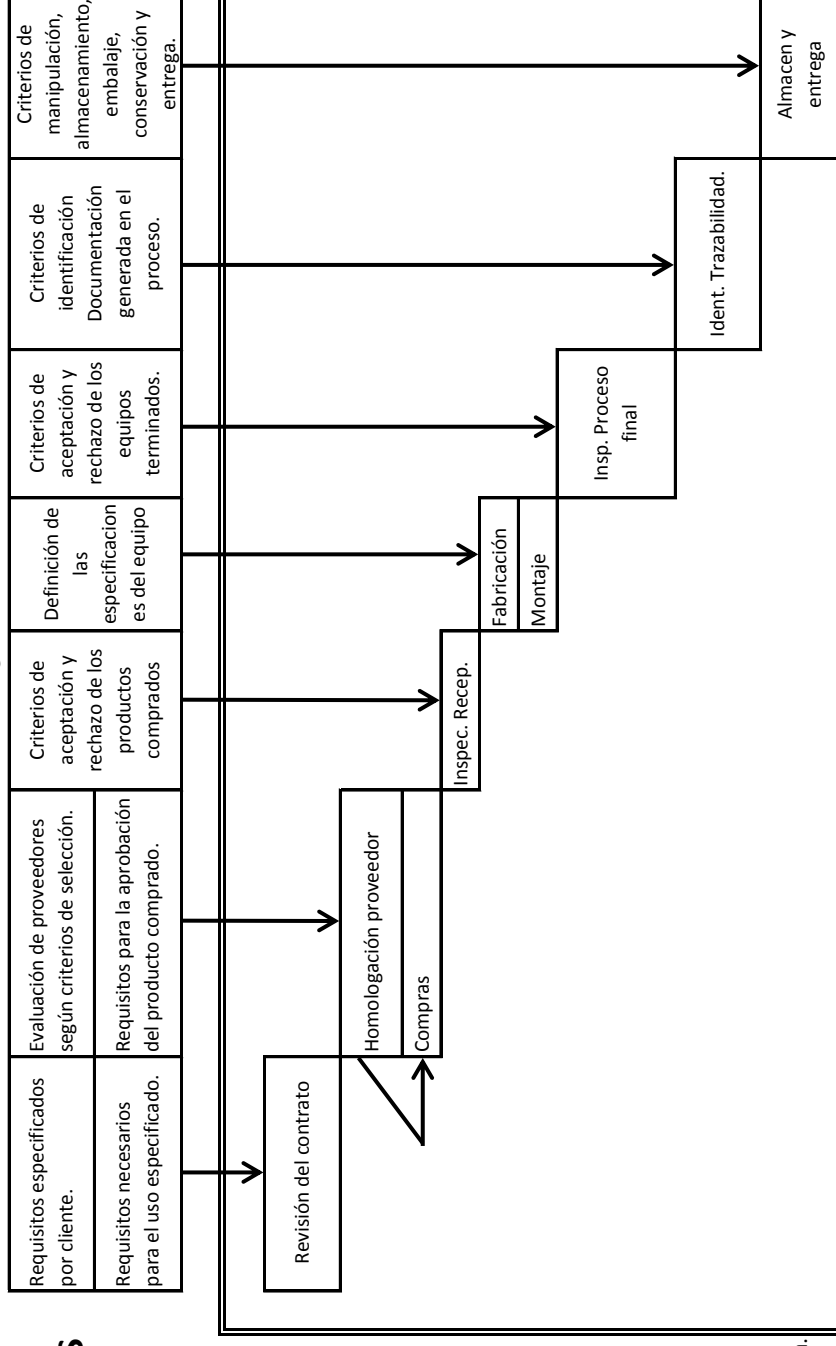 Requisitos especificados
por cliente.
Requisitos necesarios
para el uso especificado.
Evaluación de proveedores
según criterios de selección.
Requisitos para la aprobación
del producto comprado.
Criterios de
aceptación y
rechazo de los
productos
comprados
Definición de
las
especificacion
es del equipo
Criterios de
aceptación y
rechazo de los
equipos
terminados.
Criterios de
identificación
Documentación
generada en el
proceso.
Criterios de
manipulación,
almacenamiento,
embalaje,
conservación y
entrega.
Revisión del contrato
Homologación proveedor
Compras
Inspec. Recep.
Fabricación
Montaje
Insp. Proceso
final
Ident. Trazabilidad.
Almacen y
entrega